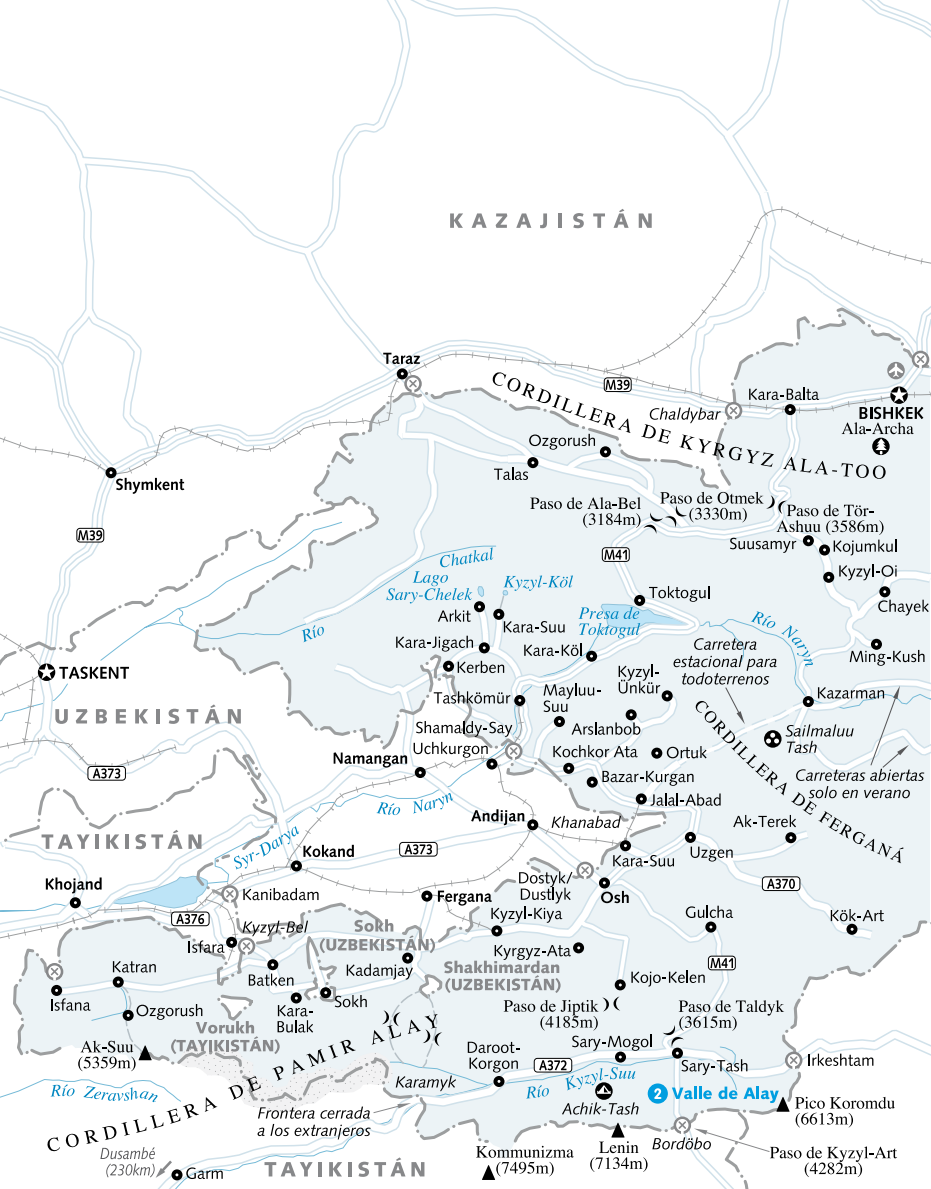 KAZAJISTÁN
Taraz
M39
CORDILLERA DE KYRGYZ ALA-TOO
Chaldybar
Kara-Balta
BISHKEK
Ala-Archa
Ozgorush
Talas
Shymkent
Paso de Ala-Bel
(3184m)
Paso de Otmek
(3330m)
Paso de Tör-
Ashuu (3586m)
M39
Suusamyr
Kojumkul
M41
Chatkal
Lago
Sary-Chelek
Kyzyl-Köl
Kyzyl-Oi
Toktogul
Chayek
Arkit
Kara-Suu
Presa de
Toktogul
Río
Río Naryn
Kara-Jigach
Kara-Köl
Carretera
estacional para
todoterrenos
Ming-Kush
Kerben
TASKENT
Kyzyl-
Ünkür
Tashkömür
Mayluu-
Suu
Kazarman
UZBEKISTÁN
Arslanbob
CORDILLERA DE FERGANÁ
Shamaldy-Say
Uchkurgon
Sailmaluu
Tash
Namangan
Kochkor Ata
Ortuk
A373
Bazar-Kurgan
Carreteras abiertas
solo en verano
Río Naryn
Jalal-Abad
Andijan
Khanabad
Ak-Terek
TAYIKISTÁN
Syr-Darya
Kokand
A373
Kara-Suu
Uzgen
Khojand
Kanibadam
Fergana
Dostyk/
Dustlyk
Osh
A370
A376
Kyzyl-Bel
Sokh
(UZBEKISTÁN)
Kyzyl-Kiya
Gulcha
Kök-Art
Isfara
Kyrgyz-Ata
Katran
Batken
Kadamjay
Shakhimardan
(UZBEKISTÁN)
M41
Isfana
Sokh
Kojo-Kelen
Ozgorush
Kara-
Bulak
Paso de Jiptik
(4185m)
Paso de Taldyk
(3615m)
Vorukh
(TAYIKISTÁN)
Ak-Suu
(5359m)
CORDILLERA DE PAMIR ALAY
Daroot-
Korgon
Sary-Mogol
A372
Sary-Tash
Irkeshtam
Río Zeravshan
Karamyk
Río Kyzyl-Suu
Achik-Tash
2 Valle de Alay
Pico Koromdu
(6613m)
Frontera cerrada
a los extranjeros
Lenin
(7134m)
Bordöbo
Dusambé
(230km)
Garm
TAYIKISTÁN
Kommunizma
(7495m)
Paso de Kyzyl-Art
(4282m)